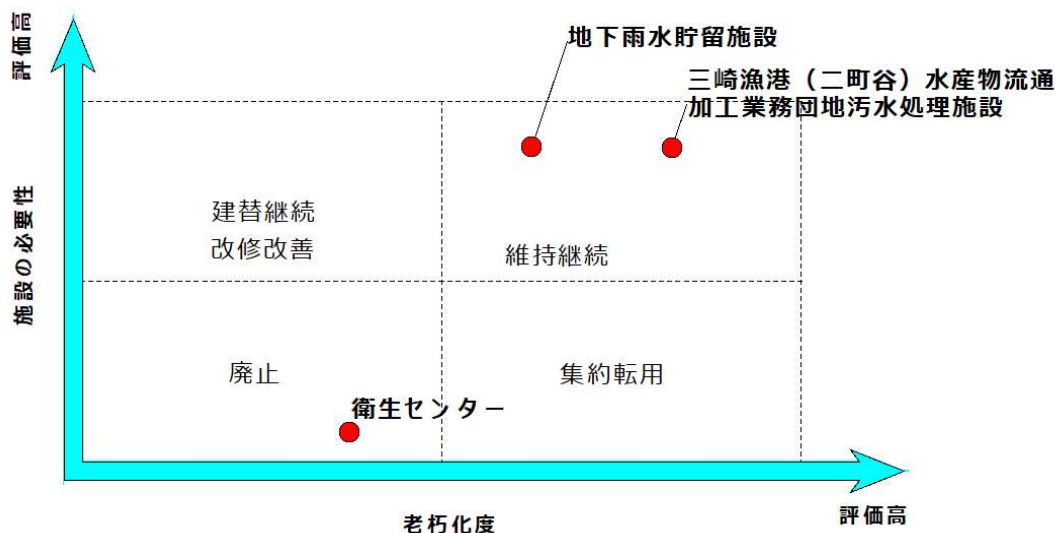 評価高
施設の必要性
地下雨水貯留施設
三崎漁港（二町谷）水産物流通
加工業務団地汚水処理施設
建替継続
改修改善
維持継続
廃止
集約転用
衛生センター
老朽化度
評価高